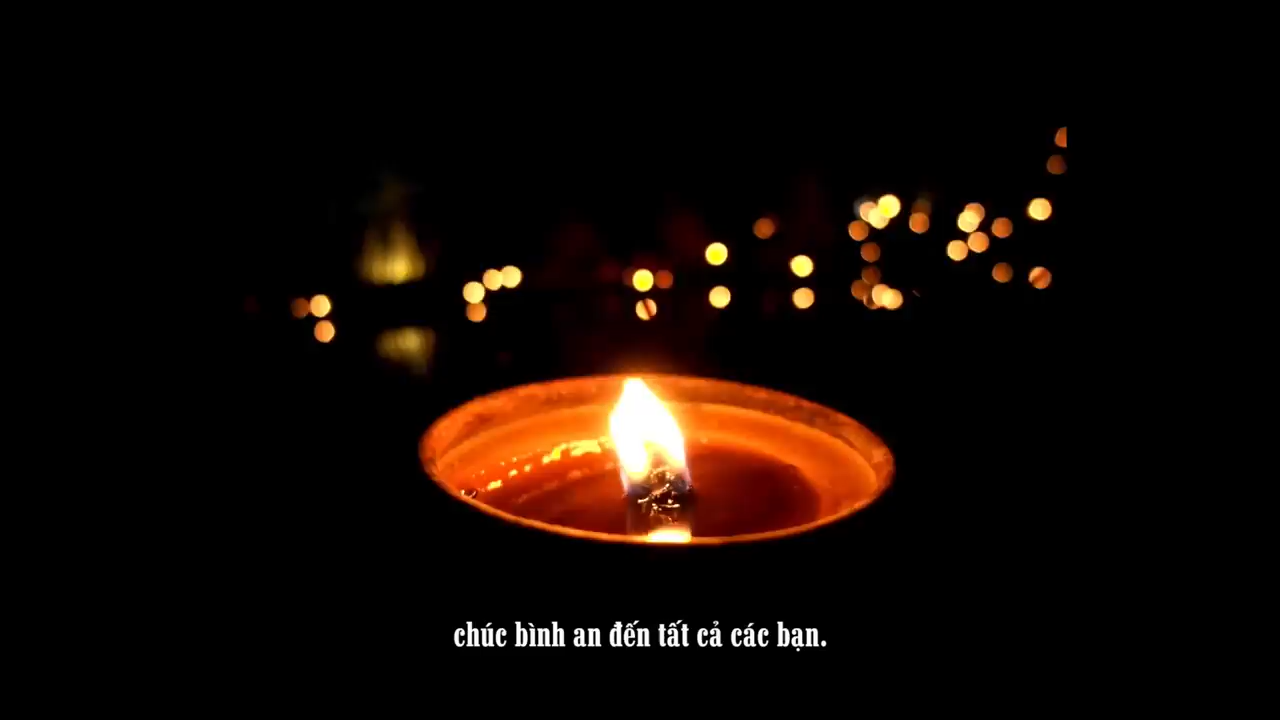 chúc bình an đến tất cả các bạn.